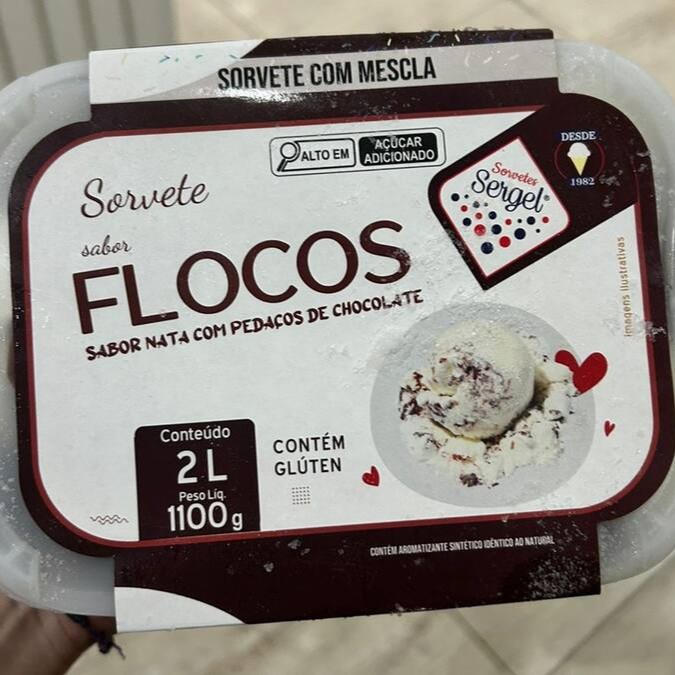 SORVETE COM MESCLA
ALTO EM
AÇÚCAR
ADICIONADO
DESDE
1982
Sorvetes
Sergel®
Sorvete
sabor
FLOCOS
SABOR NATA COM PEDAÇOS DE CHOCOLATE
imagens ilustrativas
Conteúdo
2 L
Peso Líq.
1100 g
CONTÉM
GLÚTEN
CONTÉM AROMATIZANTE SINTÉTICO IDÊNTICO AO NATURAL